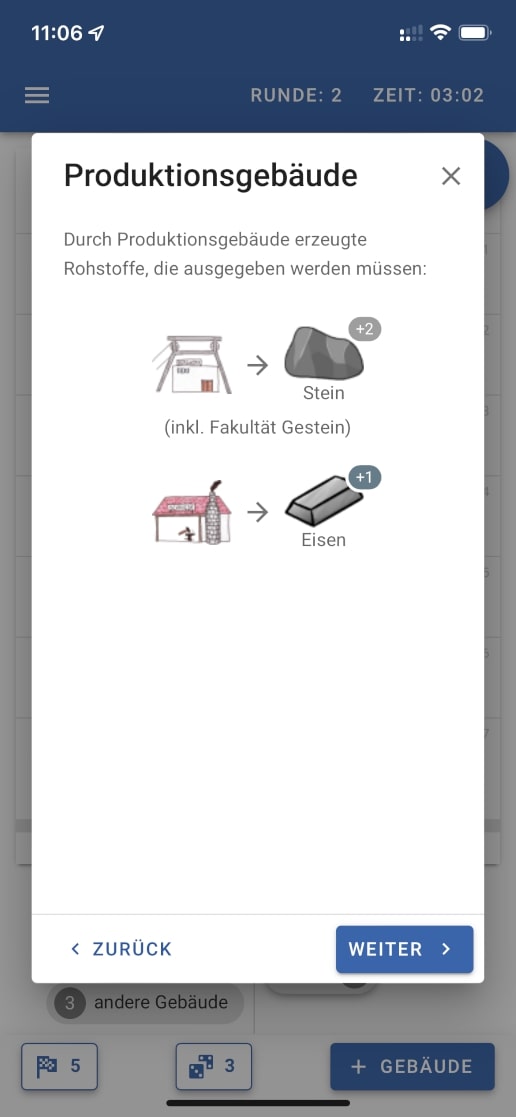 11:06
RUNDE: 2 ZEIT: 03:02
Produktionsgebäude
Durch Produktionsgebäude erzeugte
Rohstoffe, die ausgegeben werden müssen:
+2
Stein
(inkl. Fakultät Gestein)
+1
Eisen
ZURÜCK
WEITER
3 andere Gebäude
5
3
+ GEBÄUDE